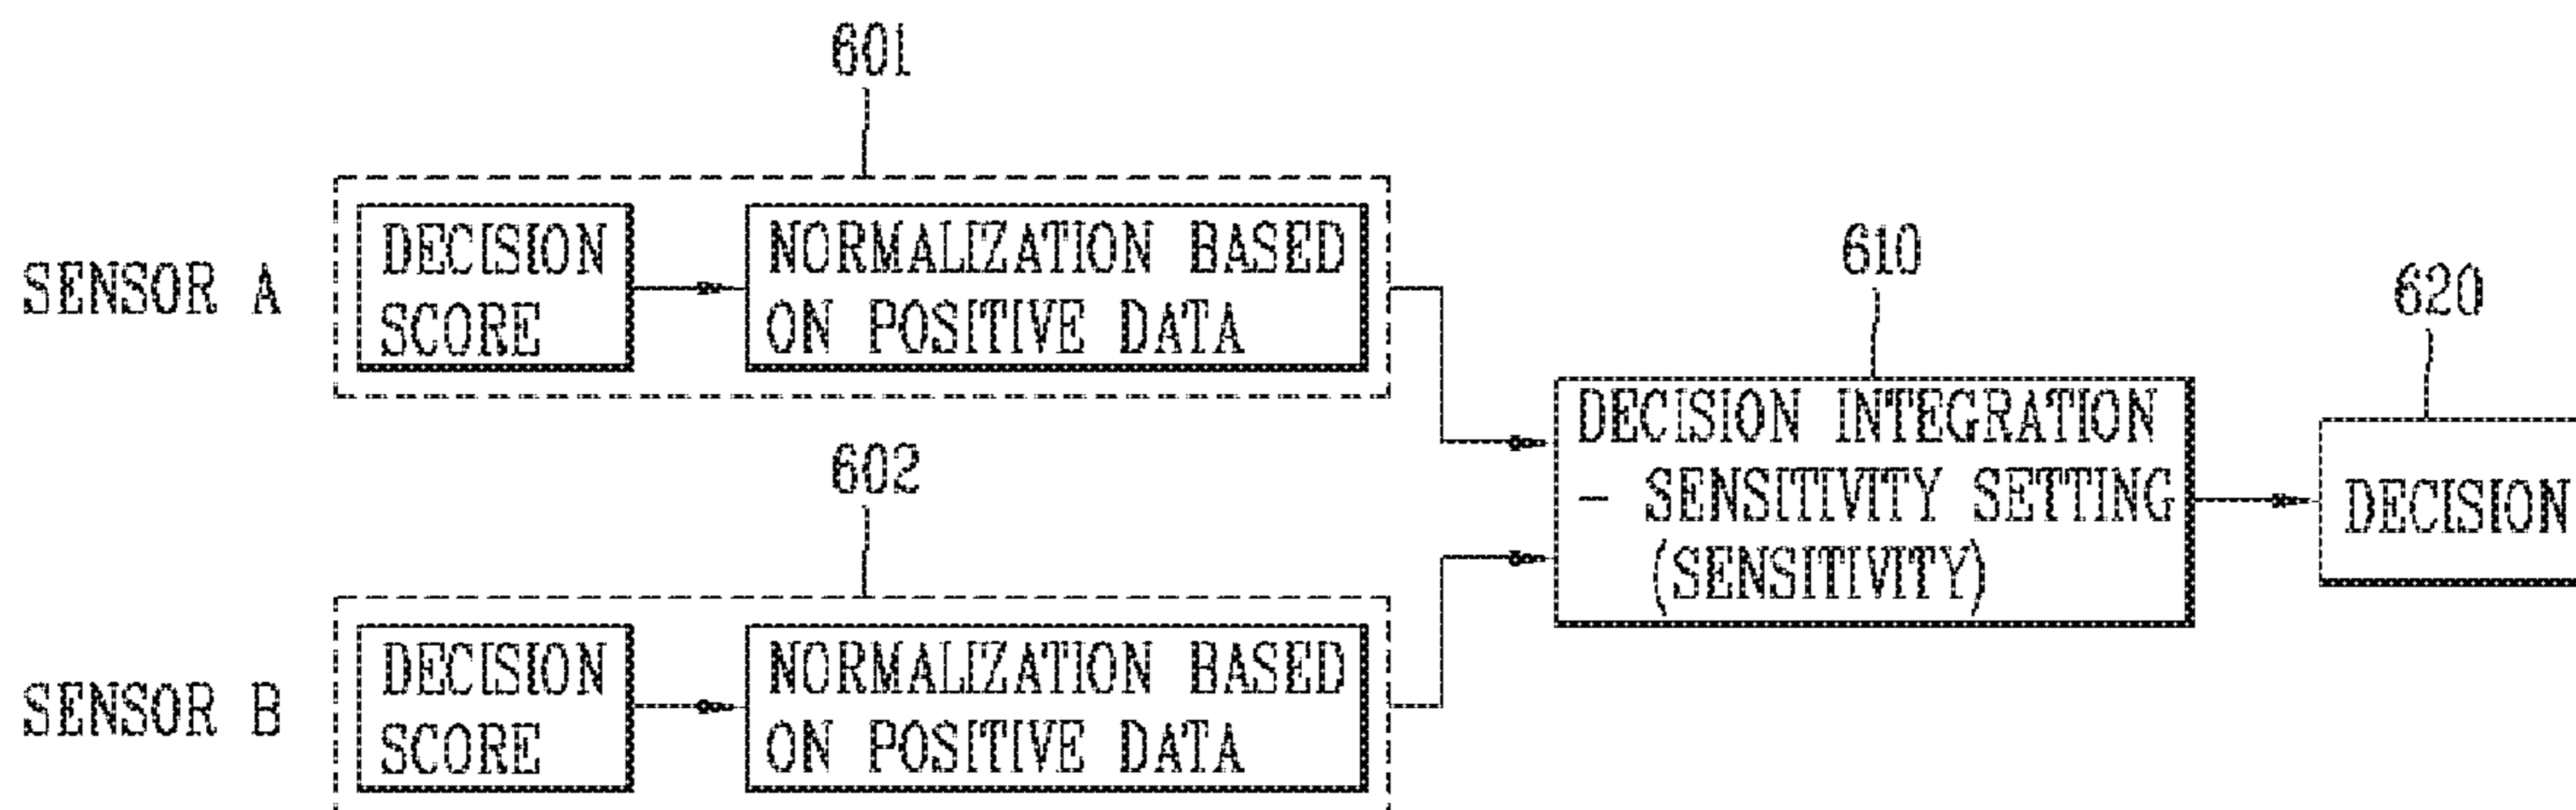 601
SENSOR A
DECISION
SCORE
NORMALIZATION BASED
ON POSITIVE DATA
602
SENSOR B
DECISION
SCORE
NORMALIZATION BASED
ON POSITIVE DATA
610
DECISION INTEGRATION
- SENSITIVITY SETTING
(SENSITIVITY)
620
DECISION